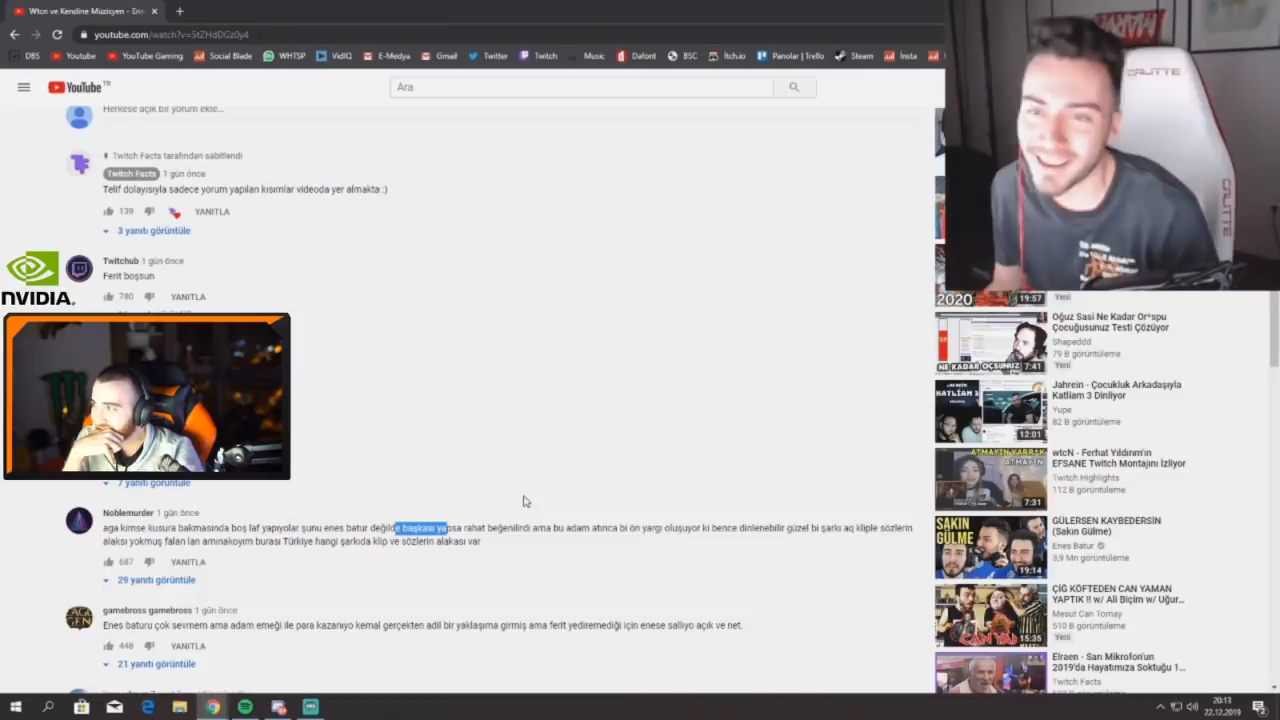 Wtcn ve Kendine Müzisyen - Ene
youtube.com/watch?v=5tZHdDGz0y4
DBS
Youtube
YouTube Gaming
Social Blade
WHTSP
VidIQ
E-Medya
Gmail
Twitter
Twitch
Music
Dafont
BSC
Itch.io
Panolar | Trello
Steam
İnsta
YouTube TR
Ara
Herkese açık bir yorum ekle...
Twitch Facts tarafından sabitlendi
Twitch Facts 1 gün önce
Telif dolayısıyla sadece yorum yapılan kısımlar videoda yer almakta :)
139 YANITLA
3 yanıtı görüntüle
Twitchub 1 gün önce
Ferit boşsun
780 YANITLA
NVIDIA.
7 yanıtı görüntüle
Noblemurder 1 gün önce
aga kimse kusura bakmasında boş laf yapıyolar şunu enes batur değilde başkası yapsa rahat beğenilirdi ama bu adam atınca bi ön yargı oluşuyor ki bence dinlenebilir güzel bi şarkı aq kliple sözlerin
alaksı yokmuş falan lan amınakoyim burası Türkiye hangi şarkıda klip ve sözlerin alakası var
687 YANITLA
29 yanıtı görüntüle
gamebross gamebross 1 gün önce
Enes baturu çok sevmem ama adam emeği ile para kazanıyo kemal gerçekten adil bir yaklaşıma girmiş ama ferit yediremediği için enese sallıyo açık ve net.
448 YANITLA
21 yanıtı görüntüle
2020 19:57
Yeni
Oğuz Sasi Ne Kadar Or*spu
Çocuğusunuz Testi Çözüyor
Shapeddd
79 B görüntüleme
Yeni
NE KADAR OÇSUNUZ 7:41
Jahrein - Çocukluk Arkadaşıyla
Katliam 3 Dinliyor
Yupe
82 B görüntüleme
KATLİAM 3
12:01
wtcN - Ferhat Yıldırım'ın
EFSANE Twitch Montajını İzliyor
Twitch Highlights
112 B görüntüleme
ATMAYIN YARR*K
ATMAYIN
7:31
GÜLERSEN KAYBERDİN
(Sakın Gülme)
Enes Batur
3,9 Mn görüntüleme
SAKIN
GÜLME
19:14
ÇİĞ KÖFTEDEN CAN YAMAN
YAPTIK !! w/ Ali Biçim w/ Uğur...
Mesut Can Tomay
510 B görüntüleme
Yeni
CAN YAMAN
15:35
Elraen - Sarı Mikrofon'un
2019'da Hayatımıza Soktuğu 1...
Twitch Facts
20:13
22.12.2019
2